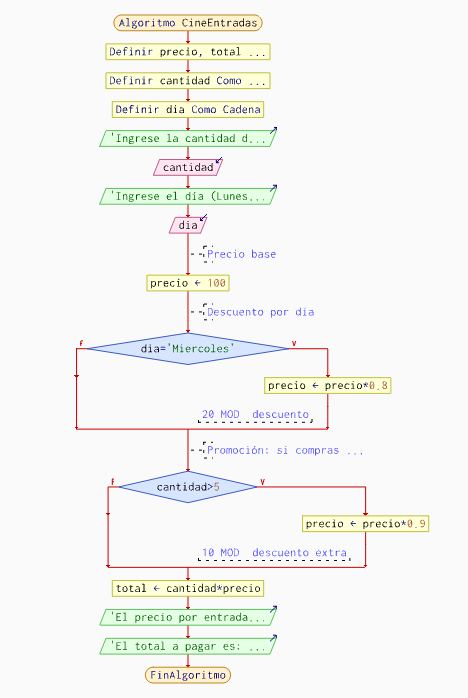 Algoritmo CineEntradas
Definir precio, total ...
Definir cantidad Como ...
Definir dia Como Cadena
'Ingrese la cantidad d...
cantidad
'Ingrese el dia (Lunes...
dia
Precio base
precio ← 100
Descuento por dia
F
dia='Miercoles'
V
precio ← precio*0.8
20 MOD descuento
Promoción: si compras ...
F
cantidad>5
V
precio ← precio*0.9
10 MOD descuento extra
total ← cantidad*precio
'El precio por entrada...
'El total a pagar es: ...
FinAlgoritmo